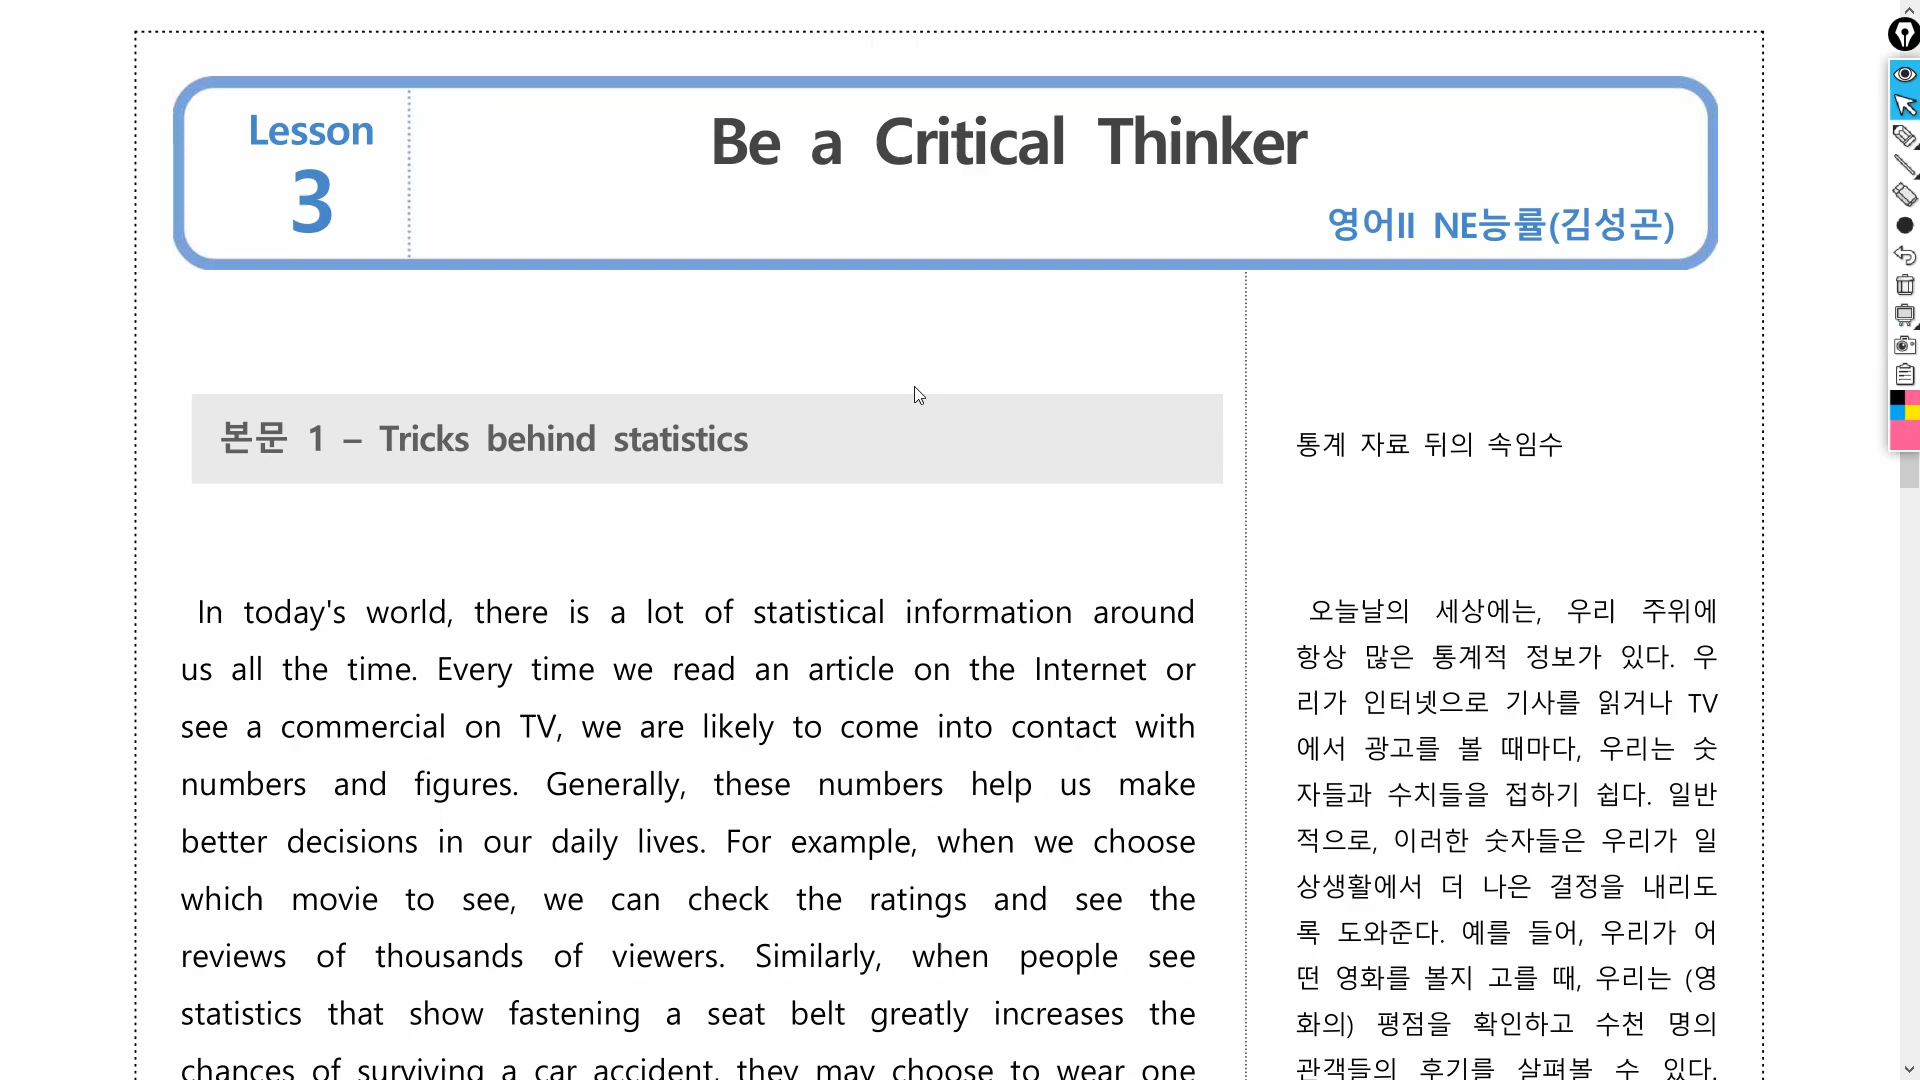 Lesson
3
Be a Critical Thinker
영어II NE능률(김성곤)
본문 1 – Tricks behind statistics
In today's world, there is a lot of statistical information around
us all the time. Every time we read an article on the Internet or
see a commercial on TV, we are likely to come into contact with
numbers and figures. Generally, these numbers help us make
better decisions in our daily lives. For example, when we choose
which movie to see, we can check the ratings and see the
reviews of thousands of viewers. Similarly, when people see
statistics that show fastening a seat belt greatly increases the
chances of surviving a car accident, they may choose to wear one
통계 자료 뒤의 속임수
오늘날의 세상에는, 우리 주위에
항상 많은 통계적 정보가 있다. 우
리가 인터넷으로 기사를 읽거나 TV
에서 광고를 볼 때마다, 우리는 숫
자들과 수치들을 접하기 쉽다. 일반
적으로, 이러한 숫자들은 우리가 일
상생활에서 더 나은 결정을 내리도
록 도와준다. 예를 들어, 우리가 어
떤 영화를 볼지 고를 때, 우리는 (영
화의) 평점을 확인하고 수천 명의
관객들의 후기를 살펴볼 수 있다.